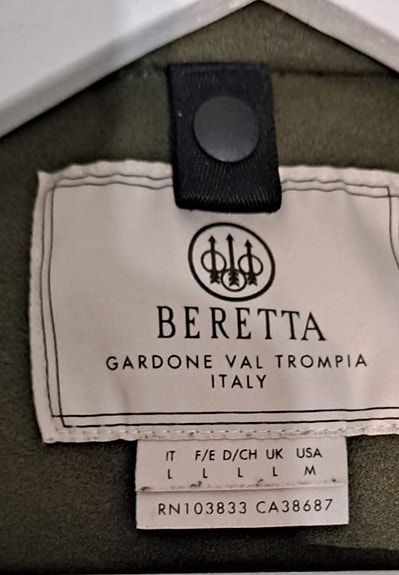 BERETTA
GARDONE VAL TROMPIA
ITALY
IT F/E D/CH UK USA
L L L L M
RN103833 CA38687